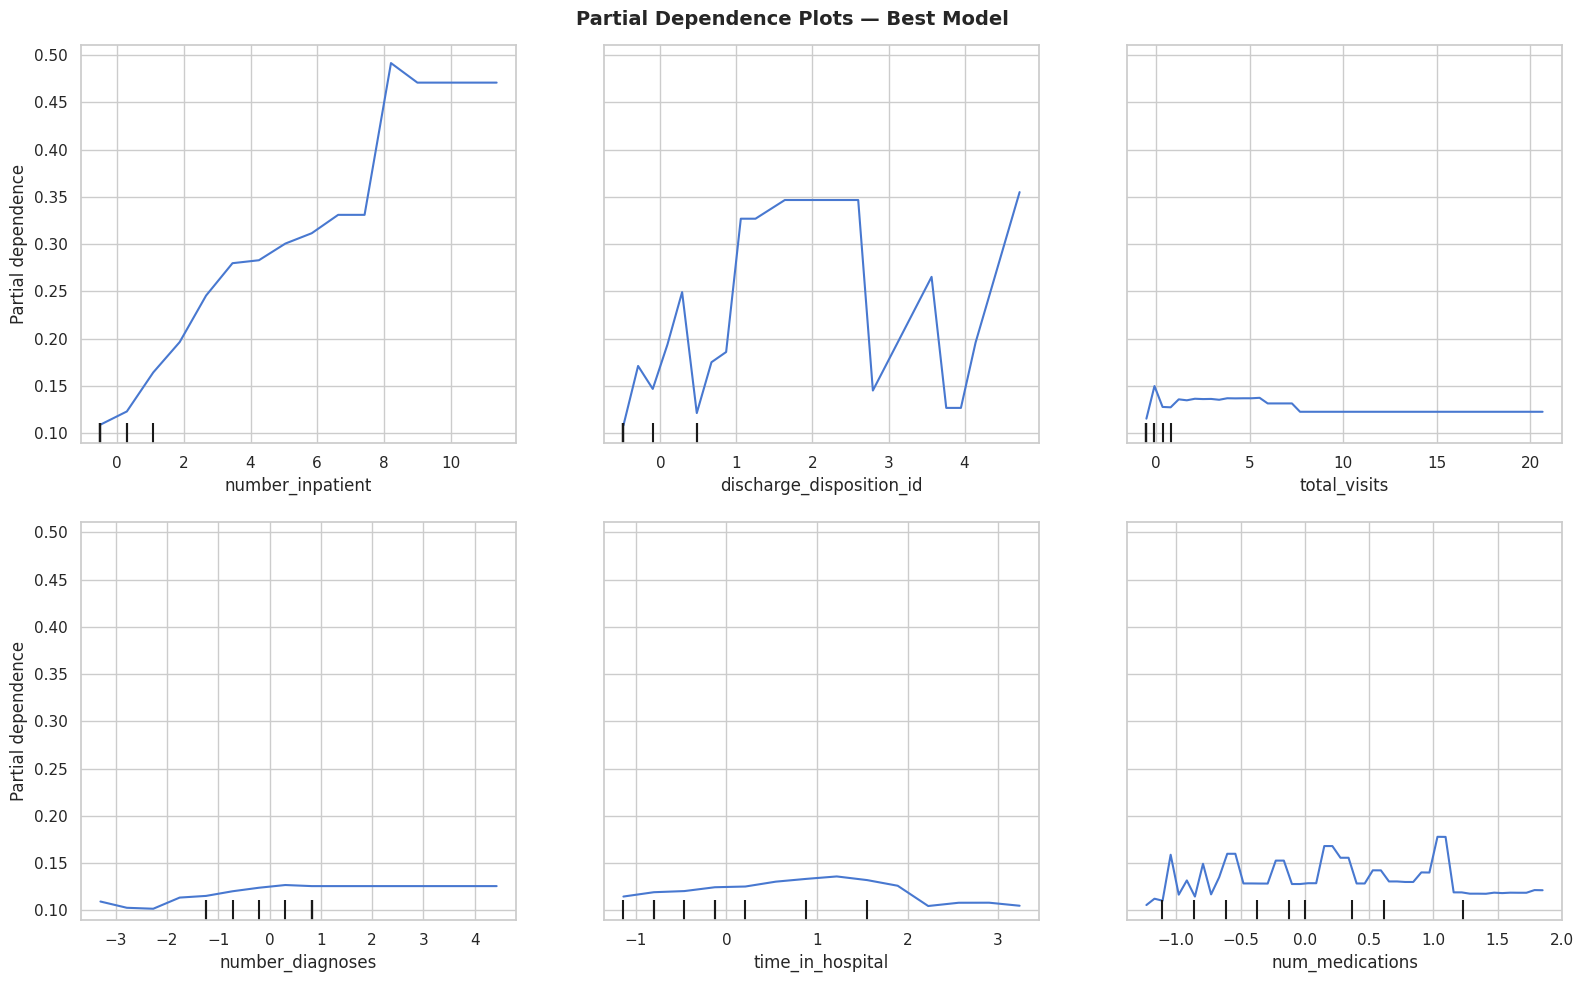 Partial Dependence Plots — Best Model
0.50
0.45
0.40
0.35
0.30
0.25
0.20
0.15
0.10
Partial dependence
0 2 4 6 8 10
number_inpatient
0 1 2 3 4
discharge_disposition_id
0 5 10 15 20
total_visits
0.50
0.45
0.40
0.35
0.30
0.25
0.20
0.15
0.10
Partial dependence
−3 −2 −1 0 1 2 3 4
number_diagnoses
−1 0 1 2 3
time_in_hospital
−1.0 −0.5 0.0 0.5 1.0 1.5 2.0
num_medications